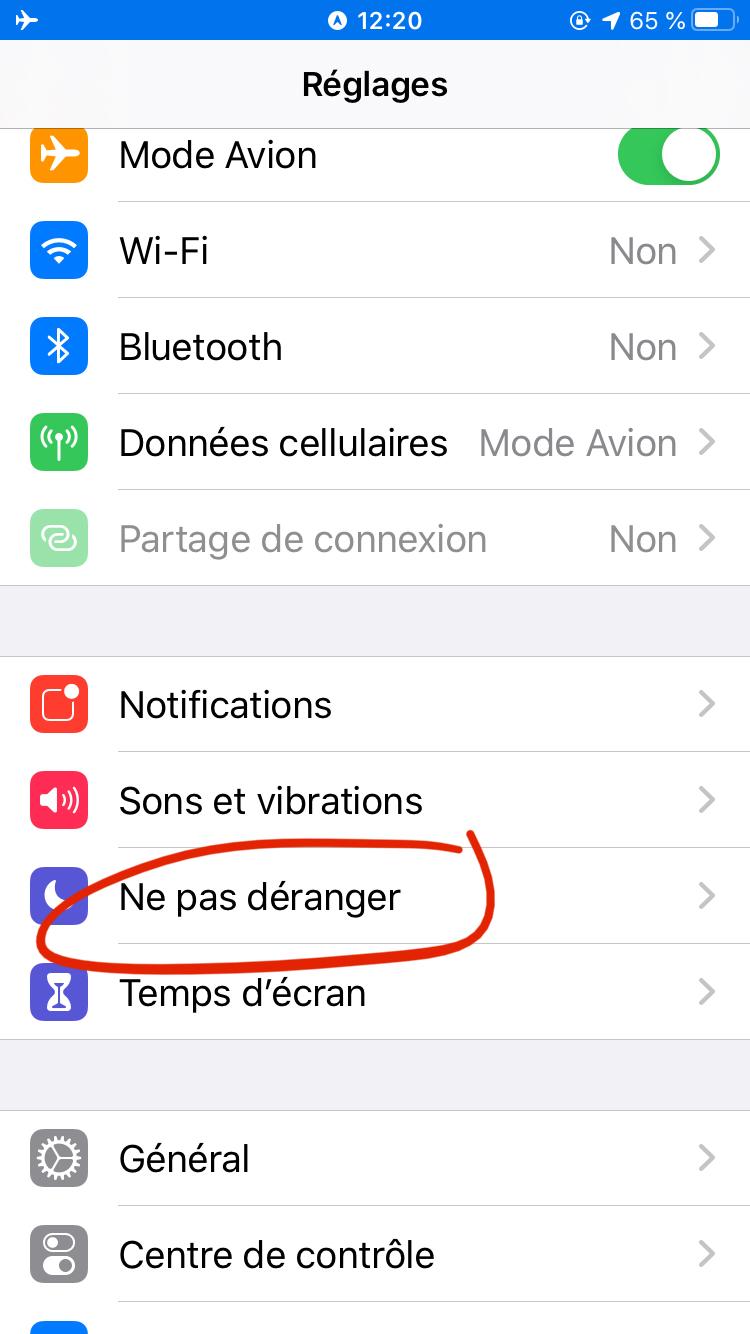 12:20 65 %
Réglages
Mode Avion
Wi-Fi Non
Bluetooth Non
Données cellulaires Mode Avion
Partage de connexion Non
Notifications
Sons et vibrations
Ne pas déranger
Temps d’écran
Général
Centre de contrôle